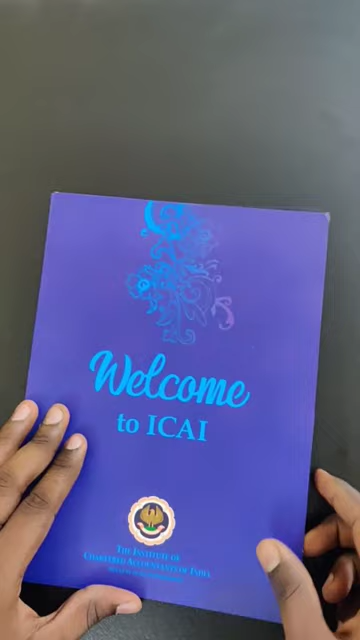 Welcome
to ICAI
The Institute of
Chartered Accountants of India